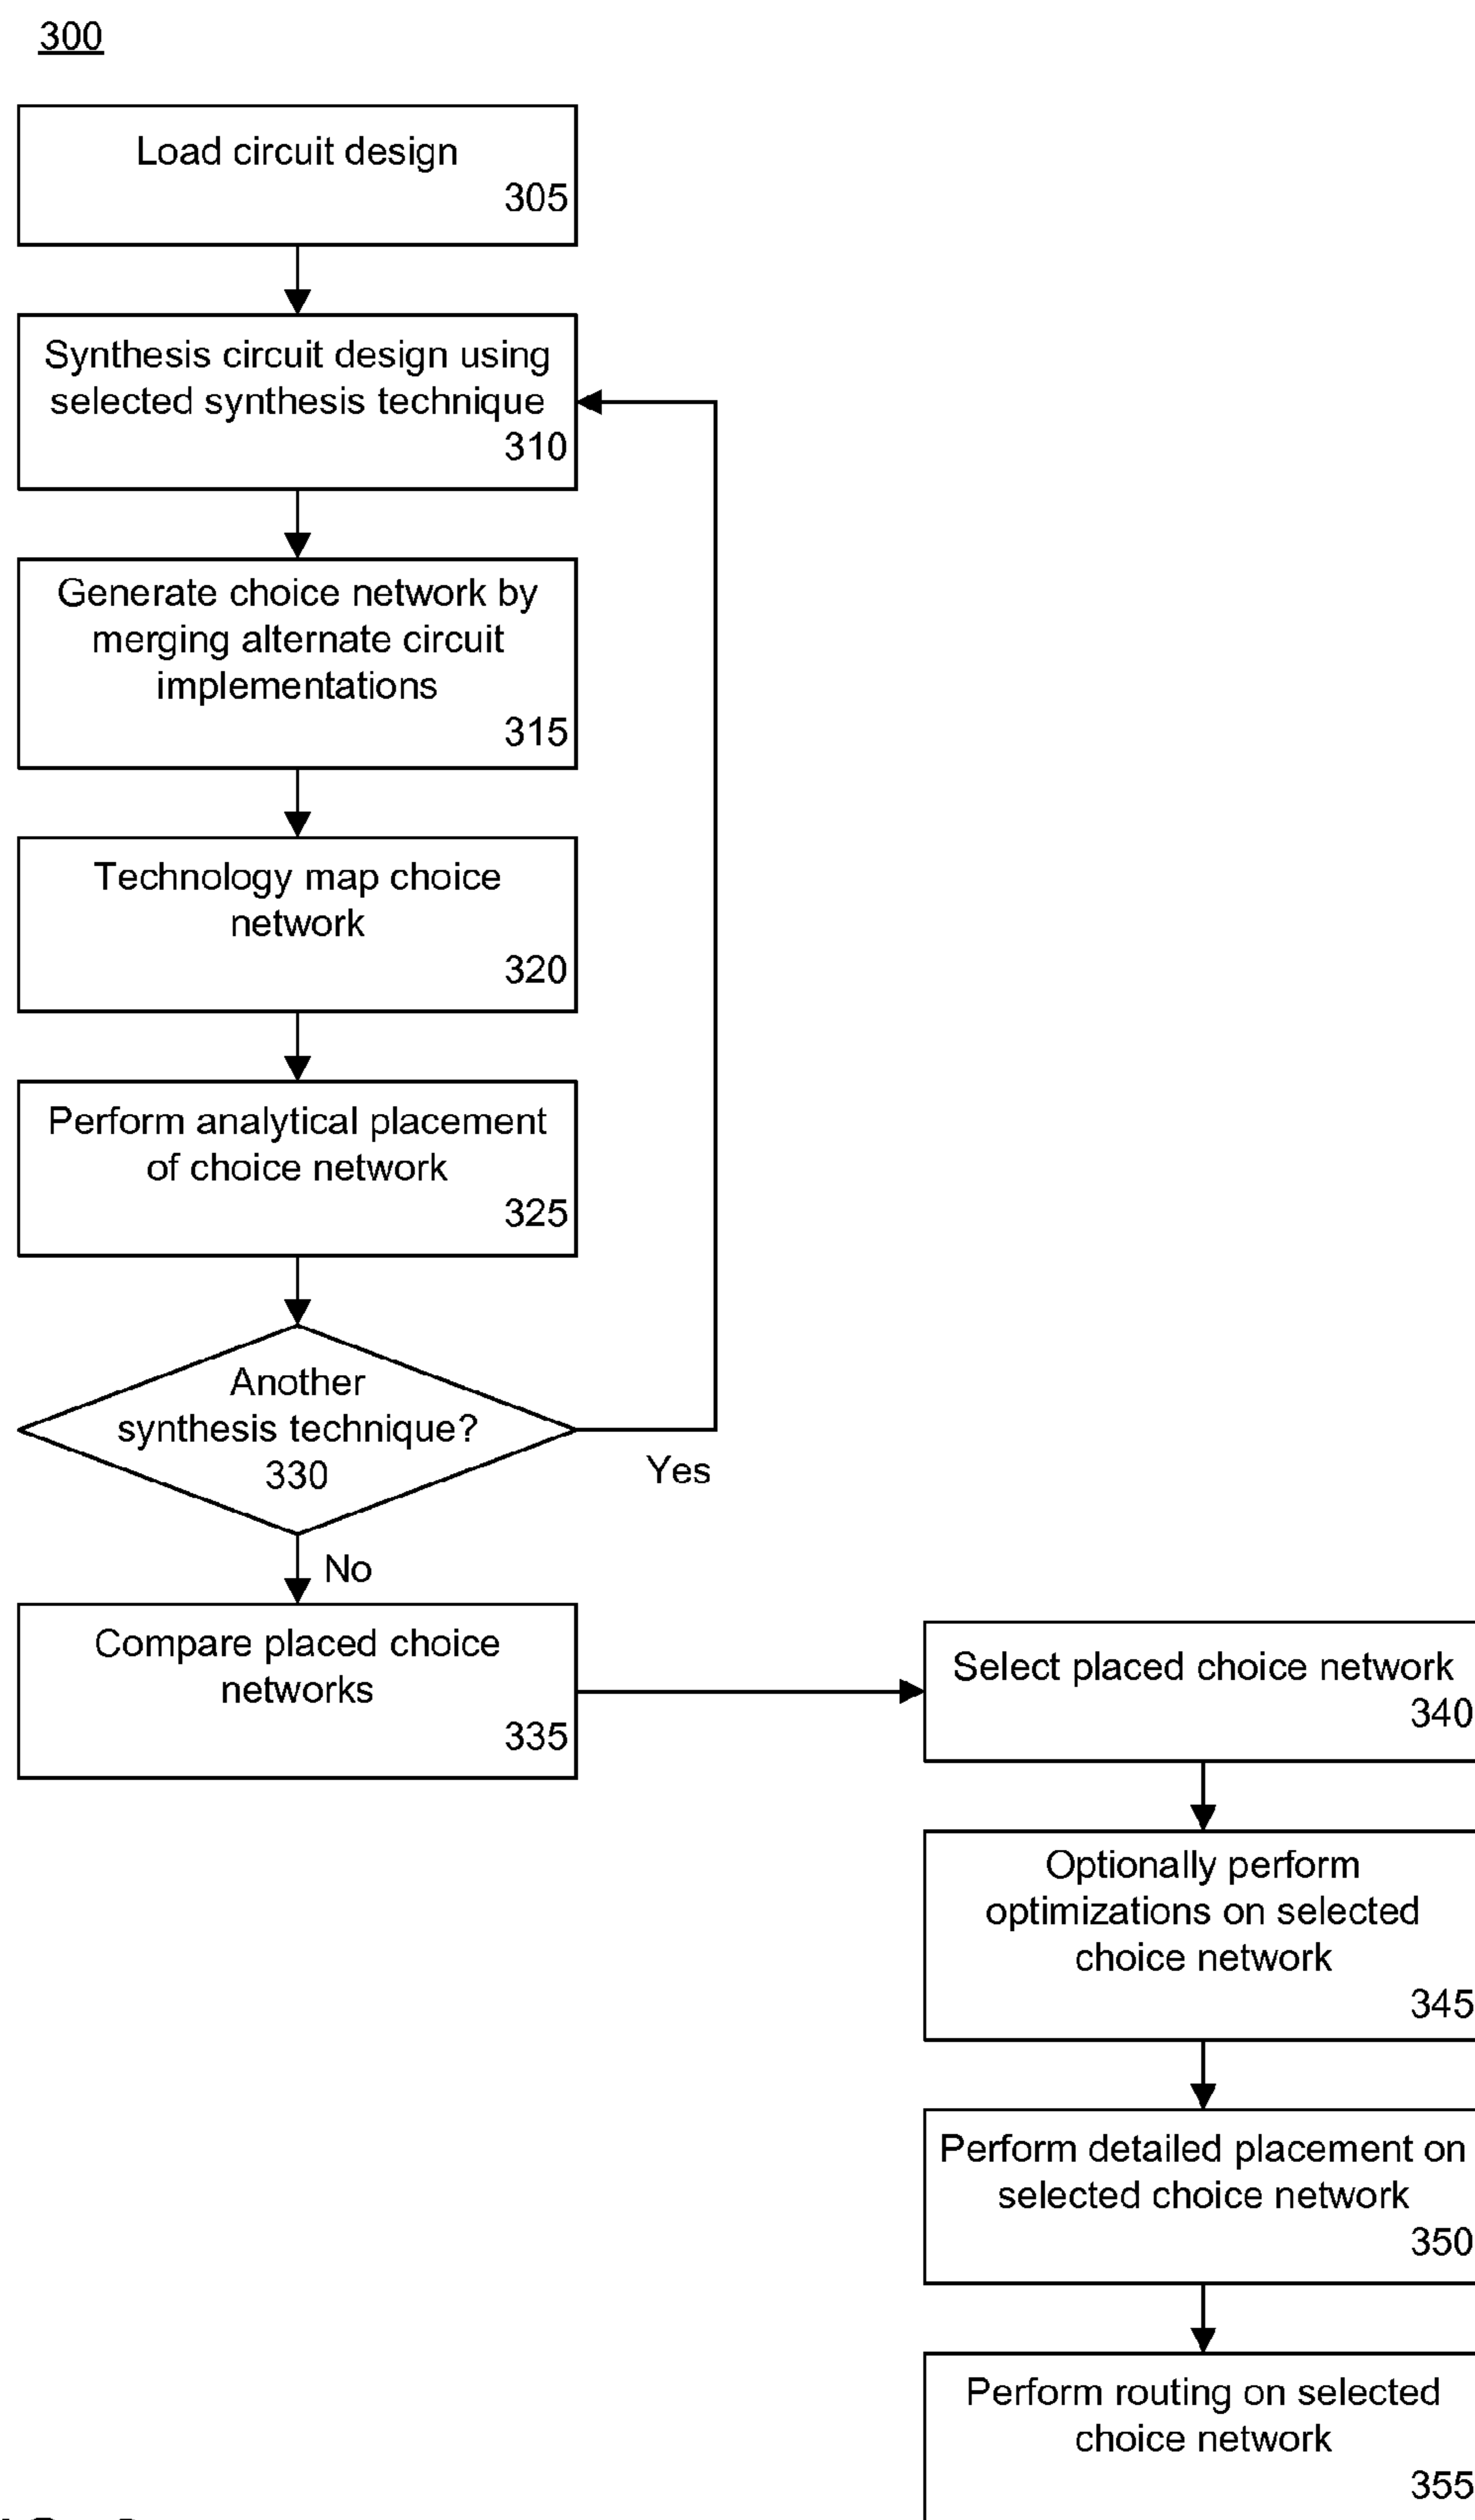 300
Load circuit design
305
Synthesis circuit design using
selected synthesis technique
310
Generate choice network by
merging alternate circuit
implementations
315
Technology map choice
network
320
Perform analytical placement
of choice network
325
Another
synthesis technique?
330
Yes
No
Compare placed choice
networks
335
Select placed choice network
340
Optionally perform
optimizations on selected
choice network
345
Perform detailed placement on
selected choice network
350
Perform routing on selected
choice network
355